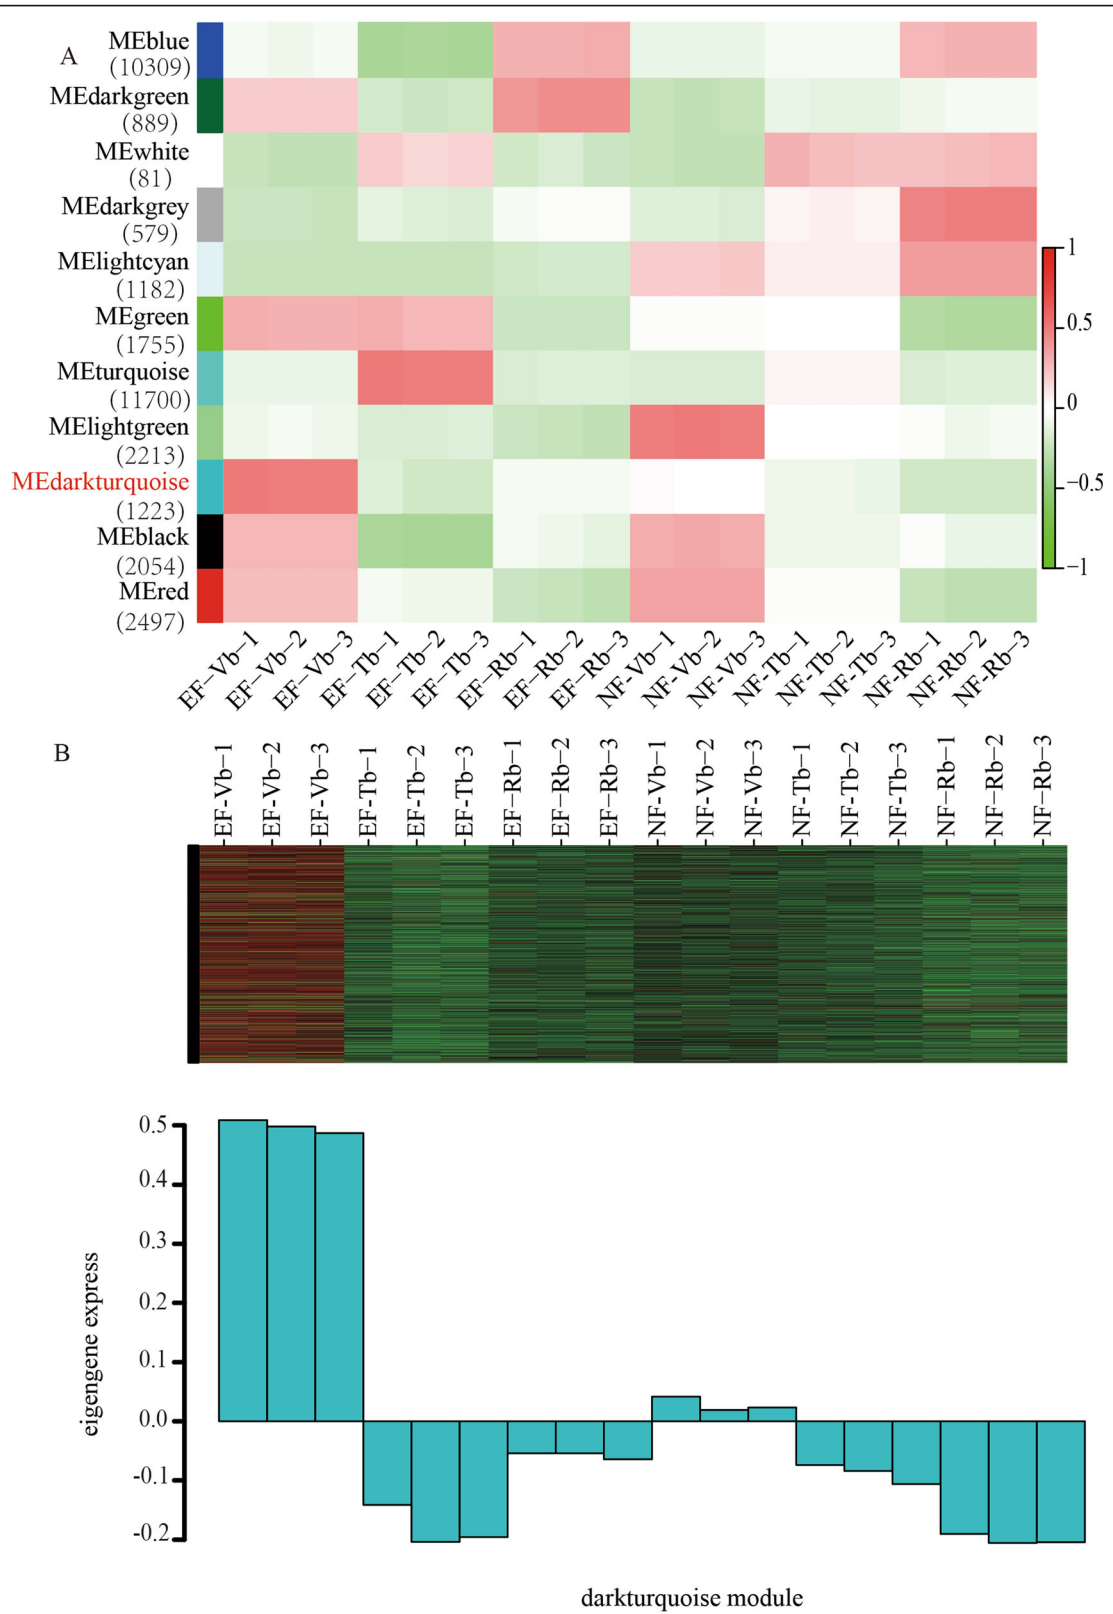 A
MEblue
(10309)
MEdarkgreen
(889)
MEwhite
(81)
MEdarkgrey
(579)
MElightcyan
(1182)
MEgreen
(1755)
MEturquoise
(11700)
MElightgreen
(2213)
MEdarkturquoise
(1223)
MEblack
(2054)
MEred
(2497)
1
0.5
0
−0.5
−1
EF−Vb−1
EF−Vb−2
EF−Vb−3
EF−Tb−1
EF−Tb−2
EF−Tb−3
EF−Rb−1
EF−Rb−2
EF−Rb−3
NF-Vb−1
NF-Vb−2
NF-Vb−3
NF-Tb−1
NF-Tb−2
NF-Tb−3
NF-Rb−1
NF-Rb−2
NF-Rb−3
B
EF-Vb−1
EF-Vb−2
EF-Vb−3
EF-Tb−1
EF-Tb−2
EF-Tb−3
EF−Rb−1
EF−Rb−2
EF−Rb−3
NF-Vb−1
NF-Vb−2
NF-Vb−3
NF-Tb−1
NF-Tb−2
NF-Tb−3
NF−Rb−1
NF−Rb−2
NF−Rb−3
0.5
0.4
0.3
0.2
0.1
0.0
-0.1
-0.2
eigengene express
darkturquoise module